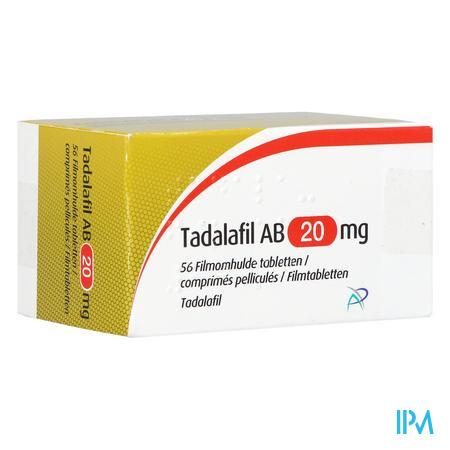 Tadalafil AB 20 mg
56 Filmomhulde tabletten /
comprimés pelliculés / Filmtabletten
Tadalafil AB 20 mg
56 Filmomhulde tabletten /
comprimés pelliculés / Filmtabletten
Tadalafil
IPM